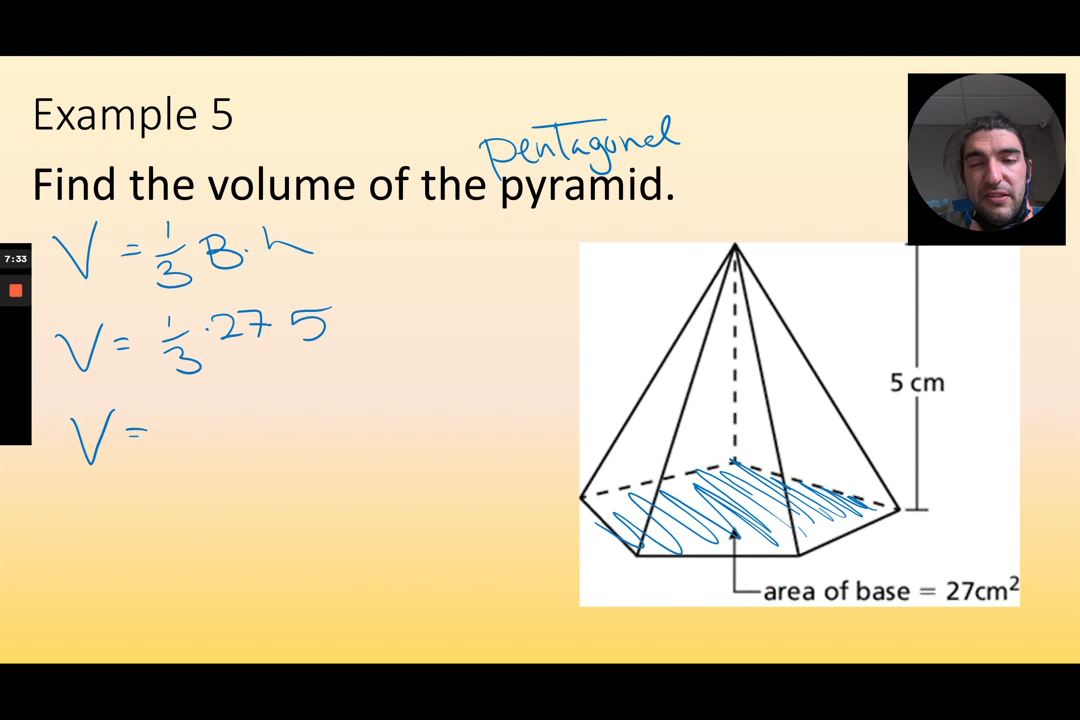 Example 5
pentagonal
Find the volume of the pyramid.
V = 1/3 B · h
7:33
V = 1/3 · 27 5
5 cm
V =
area of base = 27cm²